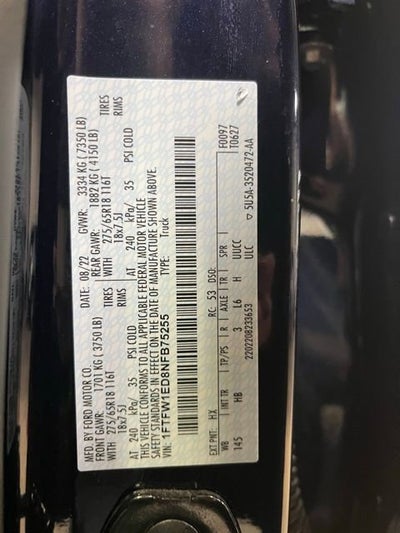 MFD. BY FORD MOTOR CO. DATE: 08/22 GVWR: 3334 KG ( 7350 LB)
FRONT GAWR: 1701 KG ( 3750 LB) REAR GAWR: 1882 KG ( 4150 LB)
WITH 275/65R18 116T TIRES WITH 275/65R18 116T TIRES
18x7.5J RIMS 18x7.5J RIMS
AT 240 kPa/ 35 PSI COLD AT 240 kPa/ 35 PSI COLD
THIS VEHICLE CONFORMS TO ALL APPLICABLE FEDERAL MOTOR VEHICLE
SAFETY STANDARDS IN EFFECT ON THE DATE OF MANUFACTURE SHOWN ABOVE.
VIN: 1FTFW1ED8NFB75255 TYPE: Truck
F0097
T0627
EXT PNT: HX RC: 53 DSO:
WB INT TR TP/PS R AXLE TR SPR
145 HB 3 L6 H UUCC
ULC
2202208233653
5U5A-3520472-AA